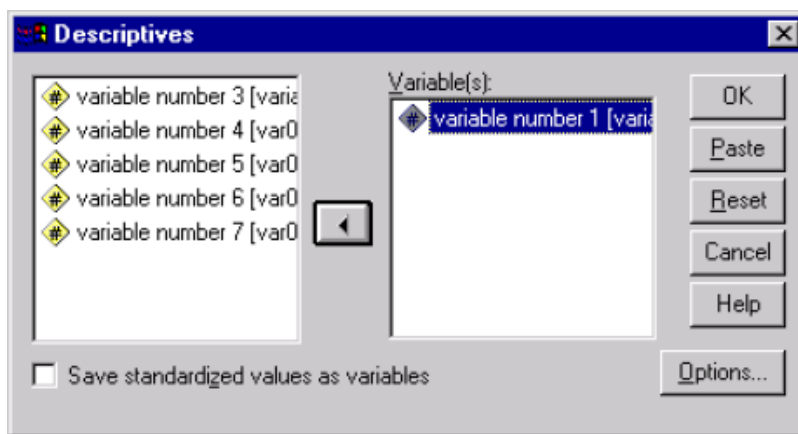 Descriptives
variable number 3 [varia
variable number 4 [var0
variable number 5 [var0
variable number 6 [var0
variable number 7 [var0
Variable(s):
variable number 1 [varia
OK
Paste
Reset
Cancel
Help
Save standardized values as variables
Options...